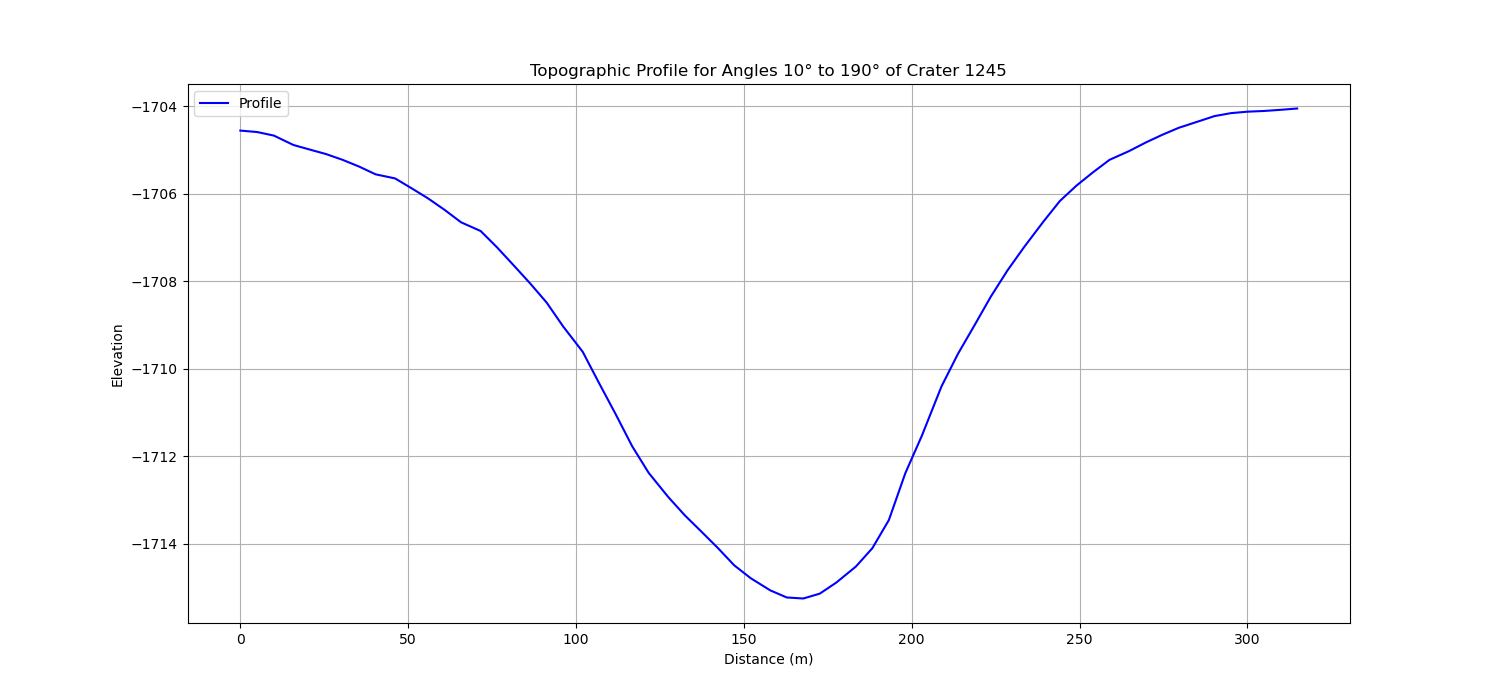 Topographic Profile for Angles 10° to 190° of Crater 1245
Profile
−1704
−1706
−1708
−1710
−1712
−1714
Elevation
0 50 100 150 200 250 300
Distance (m)